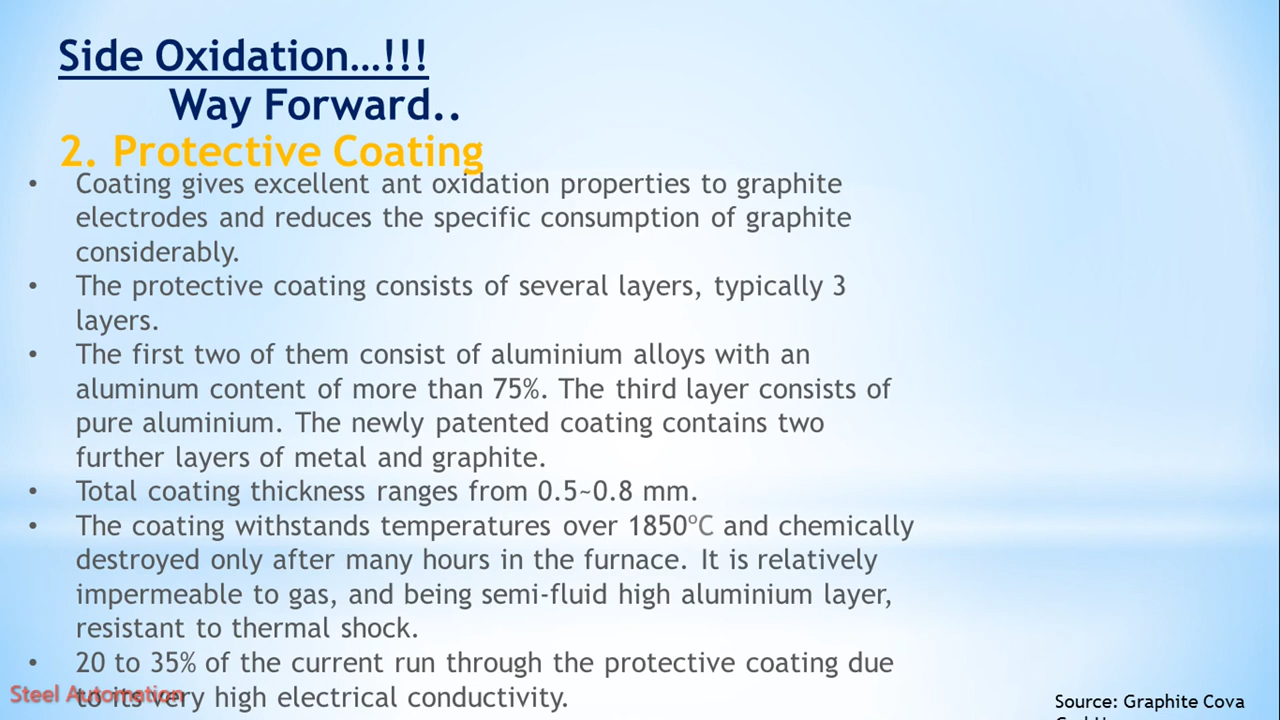 Side Oxidation…!!!
Way Forward..
2. Protective Coating
• Coating gives excellent ant oxidation properties to graphite
electrodes and reduces the specific consumption of graphite
considerably.
• The protective coating consists of several layers, typically 3
layers.
• The first two of them consist of aluminium alloys with an
aluminum content of more than 75%. The third layer consists of
pure aluminium. The newly patented coating contains two
further layers of metal and graphite.
• Total coating thickness ranges from 0.5~0.8 mm.
• The coating withstands temperatures over 1850ºC and chemically
destroyed only after many hours in the furnace. It is relatively
impermeable to gas, and being semi-fluid high aluminium layer,
resistant to thermal shock.
• 20 to 35% of the current run through the protective coating due
to its very high electrical conductivity.
Steel Automation
Source: Graphite Cova